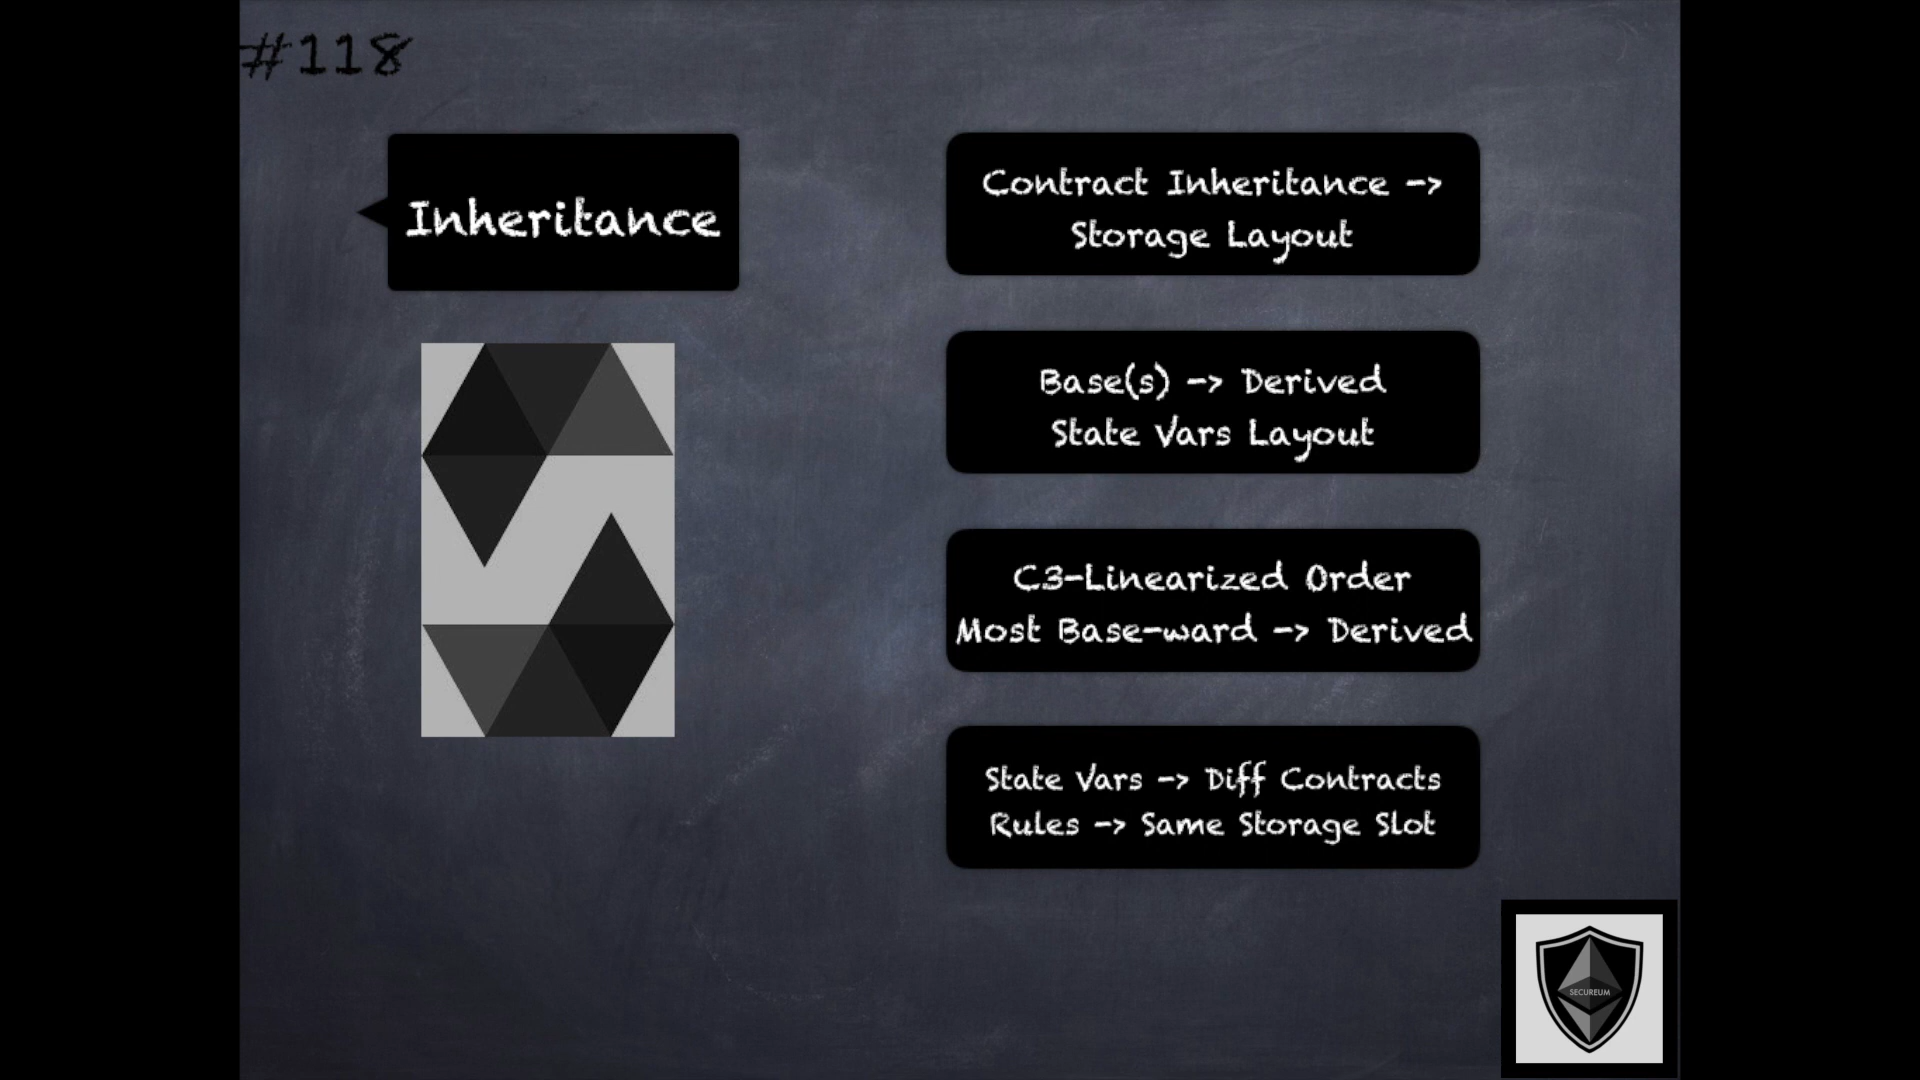 #118
Inheritance
Contract Inheritance ->
Storage Layout
Base(s) -> Derived
State Vars Layout
C3-Linearized Order
Most Base-ward -> Derived
State Vars -> Diff Contracts
Rules -> Same Storage Slot
SECUREUM